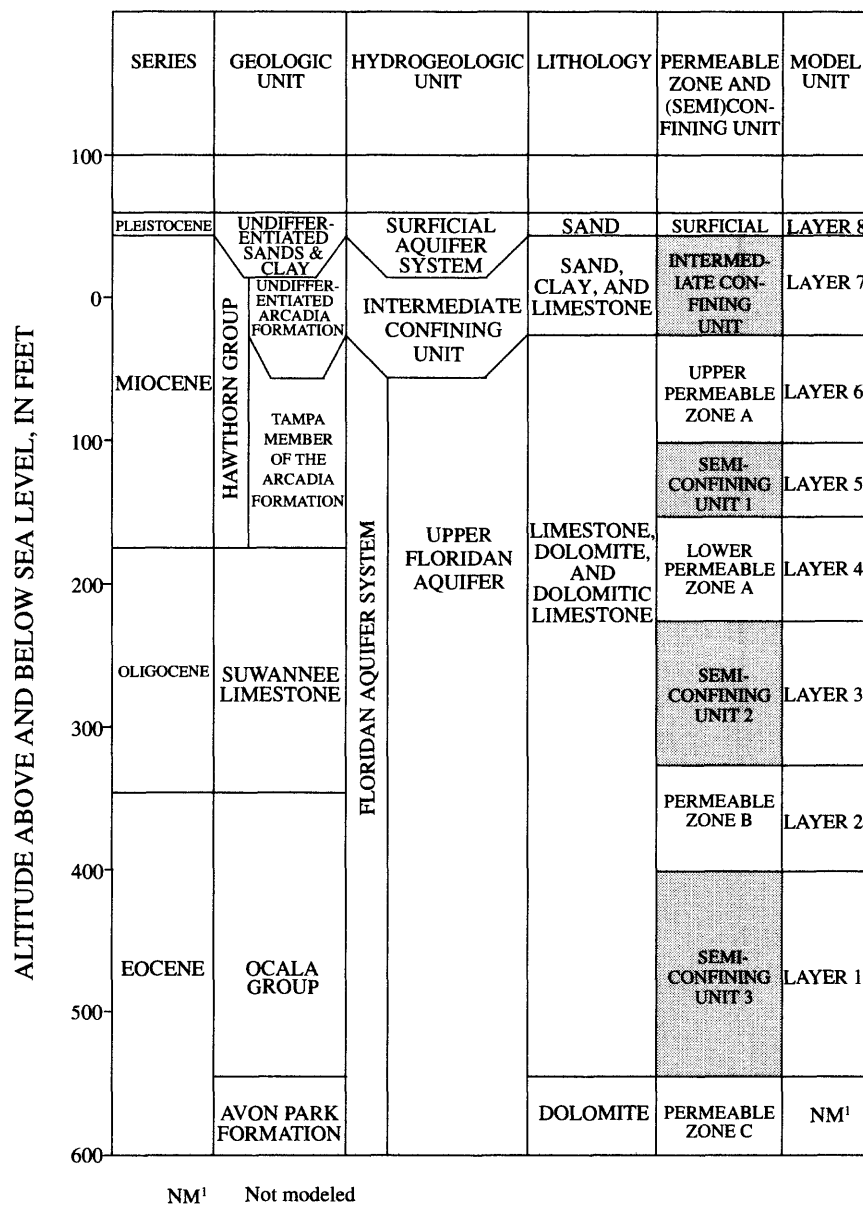 SERIES
GEOLOGIC
UNIT
HYDROGEOLOGIC
UNIT
LITHOLOGY
PERMEABLE
ZONE AND
(SEMI)CON-
FINING UNIT
MODEL
UNIT
ALTITUDE ABOVE AND BELOW SEA LEVEL, IN FEET
100
0
100
200
300
400
500
600
PLEISTOCENE
MIOCENE
OLIGOCENE
EOCENE
UNDIFFER-
ENTIATED
SANDS &
CLAY
HAWTHORN GROUP
UNDIFFER-
ENTIATED
ARCADIA
FORMATION
TAMPA
MEMBER
OF THE
ARCADIA
FORMATION
SUWANNEE
LIMESTONE
OCALA
GROUP
AVON PARK
FORMATION
SURFICIAL
AQUIFER
SYSTEM
INTERMEDIATE
CONFINING
UNIT
FLORIDAN AQUIFER SYSTEM
UPPER
FLORIDAN
AQUIFER
SAND
SAND,
CLAY, AND
LIMESTONE
LIMESTONE,
DOLOMITE,
AND
DOLOMITIC
LIMESTONE
DOLOMITE
SURFICIAL
INTERMED-
IATE CON-
FINING
UNIT
UPPER
PERMEABLE
ZONE A
SEMI-
CONFINING
UNIT 1
LOWER
PERMEABLE
ZONE A
SEMI-
CONFINING
UNIT 2
PERMEABLE
ZONE B
SEMI-
CONFINING
UNIT 3
PERMEABLE
ZONE C
LAYER 8
LAYER 7
LAYER 6
LAYER 5
LAYER 4
LAYER 3
LAYER 2
LAYER 1
NM¹
NM¹ Not modeled